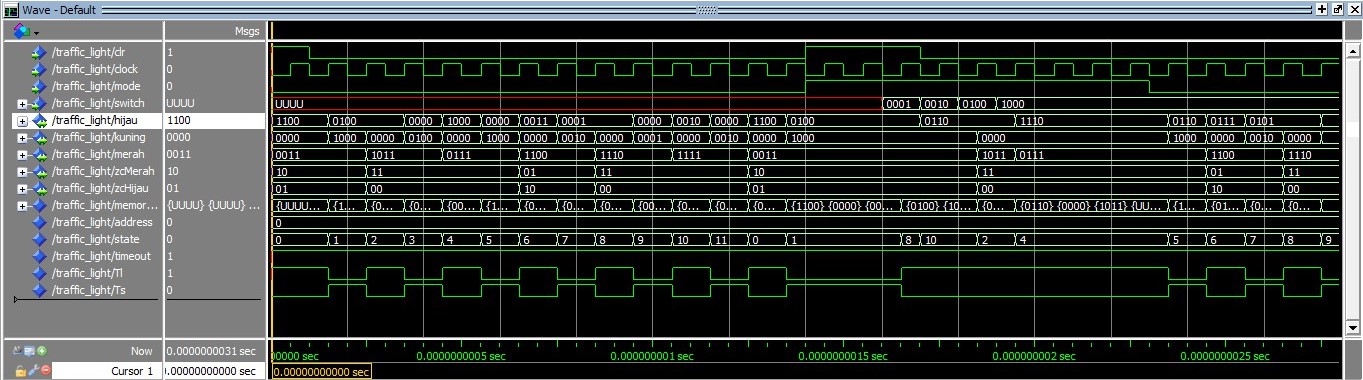 Wave - Default
Msgs
/traffic_light/clr 1
/traffic_light/clock 0
/traffic_light/mode 0
/traffic_light/switch UUUU UUUU 0001 0010 0100 1000
/traffic_light/hijau 1100 1100 0100 0000 1000 0000 0011 0001 0000 0010 0000 1100 0100 0110 1110 0110 0111 0101
/traffic_light/kuning 0000 0000 1000 0000 0100 0000 1000 0000 0010 0000 0001 0000 1000 0000 1000 0000 0010 0000
/traffic_light/merah 0011 0011 1011 0111 1100 1110 1111 0011 1011 0111 1100 1110
/traffic_light/zcMerah 10 10 11 01 11 10 11 01 11
/traffic_light/zcHijau 01 01 00 10 00 01 00 10 00
/traffic_light/memor... {UUUU} {UUUU} ... {UUUU... {1... {0... {0... {00... {1... {0... {0... {0... {00... {0... {0... {0... {1100} {0000} {00... {0100} {10... {0... {0110} {0000} {1011} {UU... {1... {01... {0... {0...
/traffic_light/address 0 0
/traffic_light/state 0 0 1 2 3 4 5 6 7 8 9 10 11 0 1 8 10 2 4 5 6 7 8 9
/traffic_light/timeout 1
/traffic_light/Tl 1
/traffic_light/Ts 0
Now 0.0000000031 sec 00000 sec 0.0000000005 sec 0.000000001 sec 0.0000000015 sec 0.000000002 sec 0.0000000025 sec
Cursor 1 .00000000000 sec 0.00000000000 sec